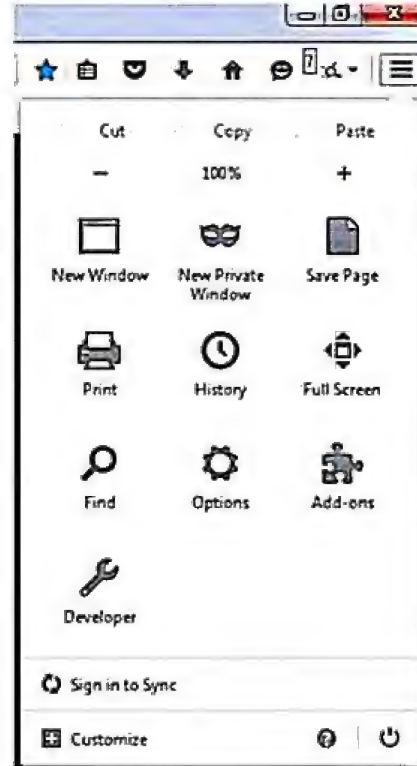 Cut Copy Paste
− 100% +
New Window New Private Window Save Page
Print History Full Screen
Find Options Add-ons
Developer
Sign in to Sync
Customize